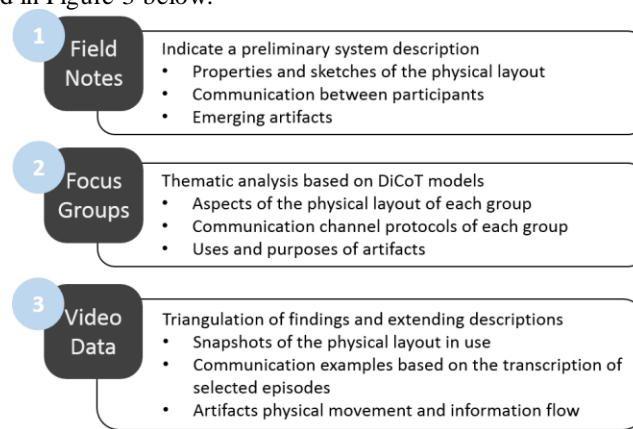 ed in Figure 3 below.
1
Field
Notes
Indicate a preliminary system description
• Properties and sketches of the physical layout
• Communication between participants
• Emerging artifacts
2
Focus
Groups
Thematic analysis based on DiCoT models
• Aspects of the physical layout of each group
• Communication channel protocols of each group
• Uses and purposes of artifacts
3
Video
Data
Triangulation of findings and extending descriptions
• Snapshots of the physical layout in use
• Communication examples based on the transcription of
selected episodes
• Artifacts physical movement and information flow